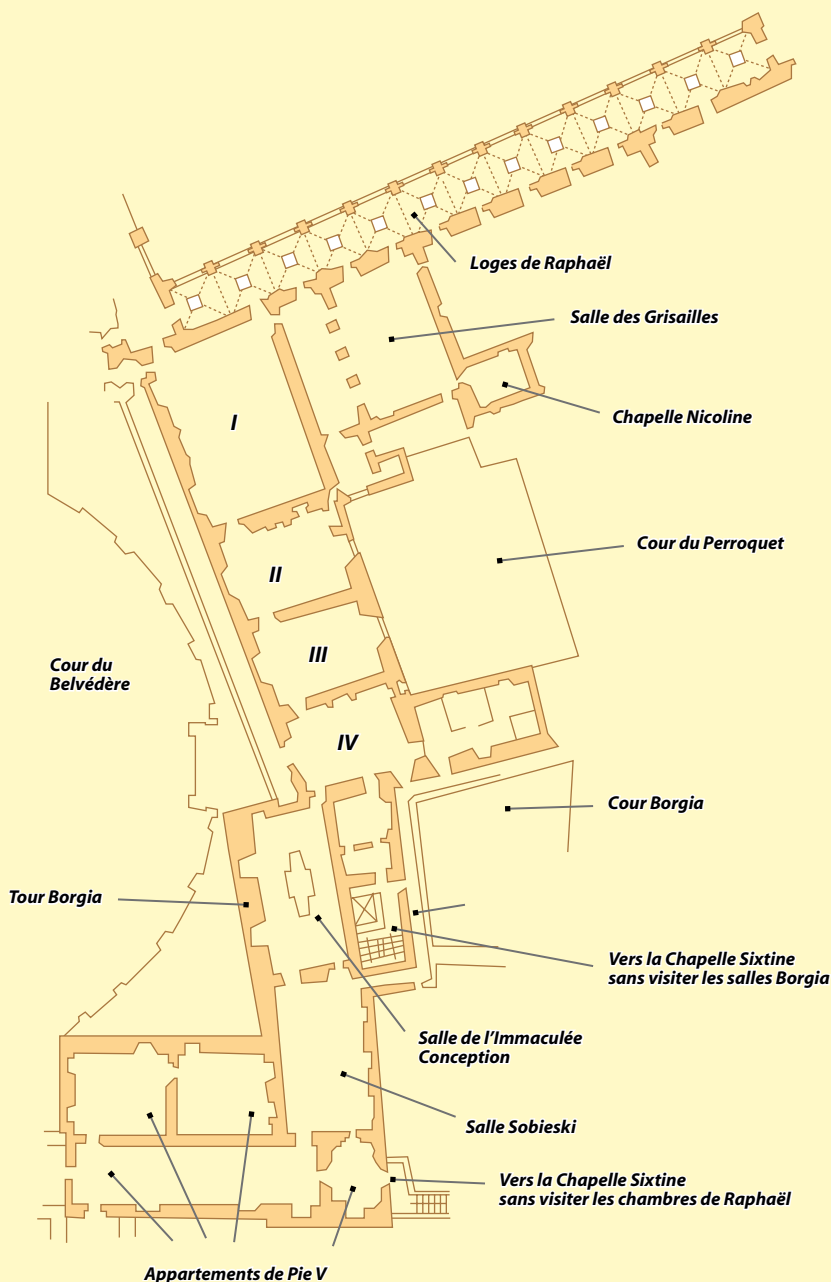 Loges de Raphaël
Salle des Grisailles
Chapelle Nicoline
I
Cour du Perroquet
II
III
Cour du
Belvédère
IV
Cour Borgia
Tour Borgia
Vers la Chapelle Sixtine
sans visiter les salles Borgia
Salle de l’Immaculée
Conception
Salle Sobieski
Vers la Chapelle Sixtine
sans visiter les chambres de Raphaël
Appartements de Pie V